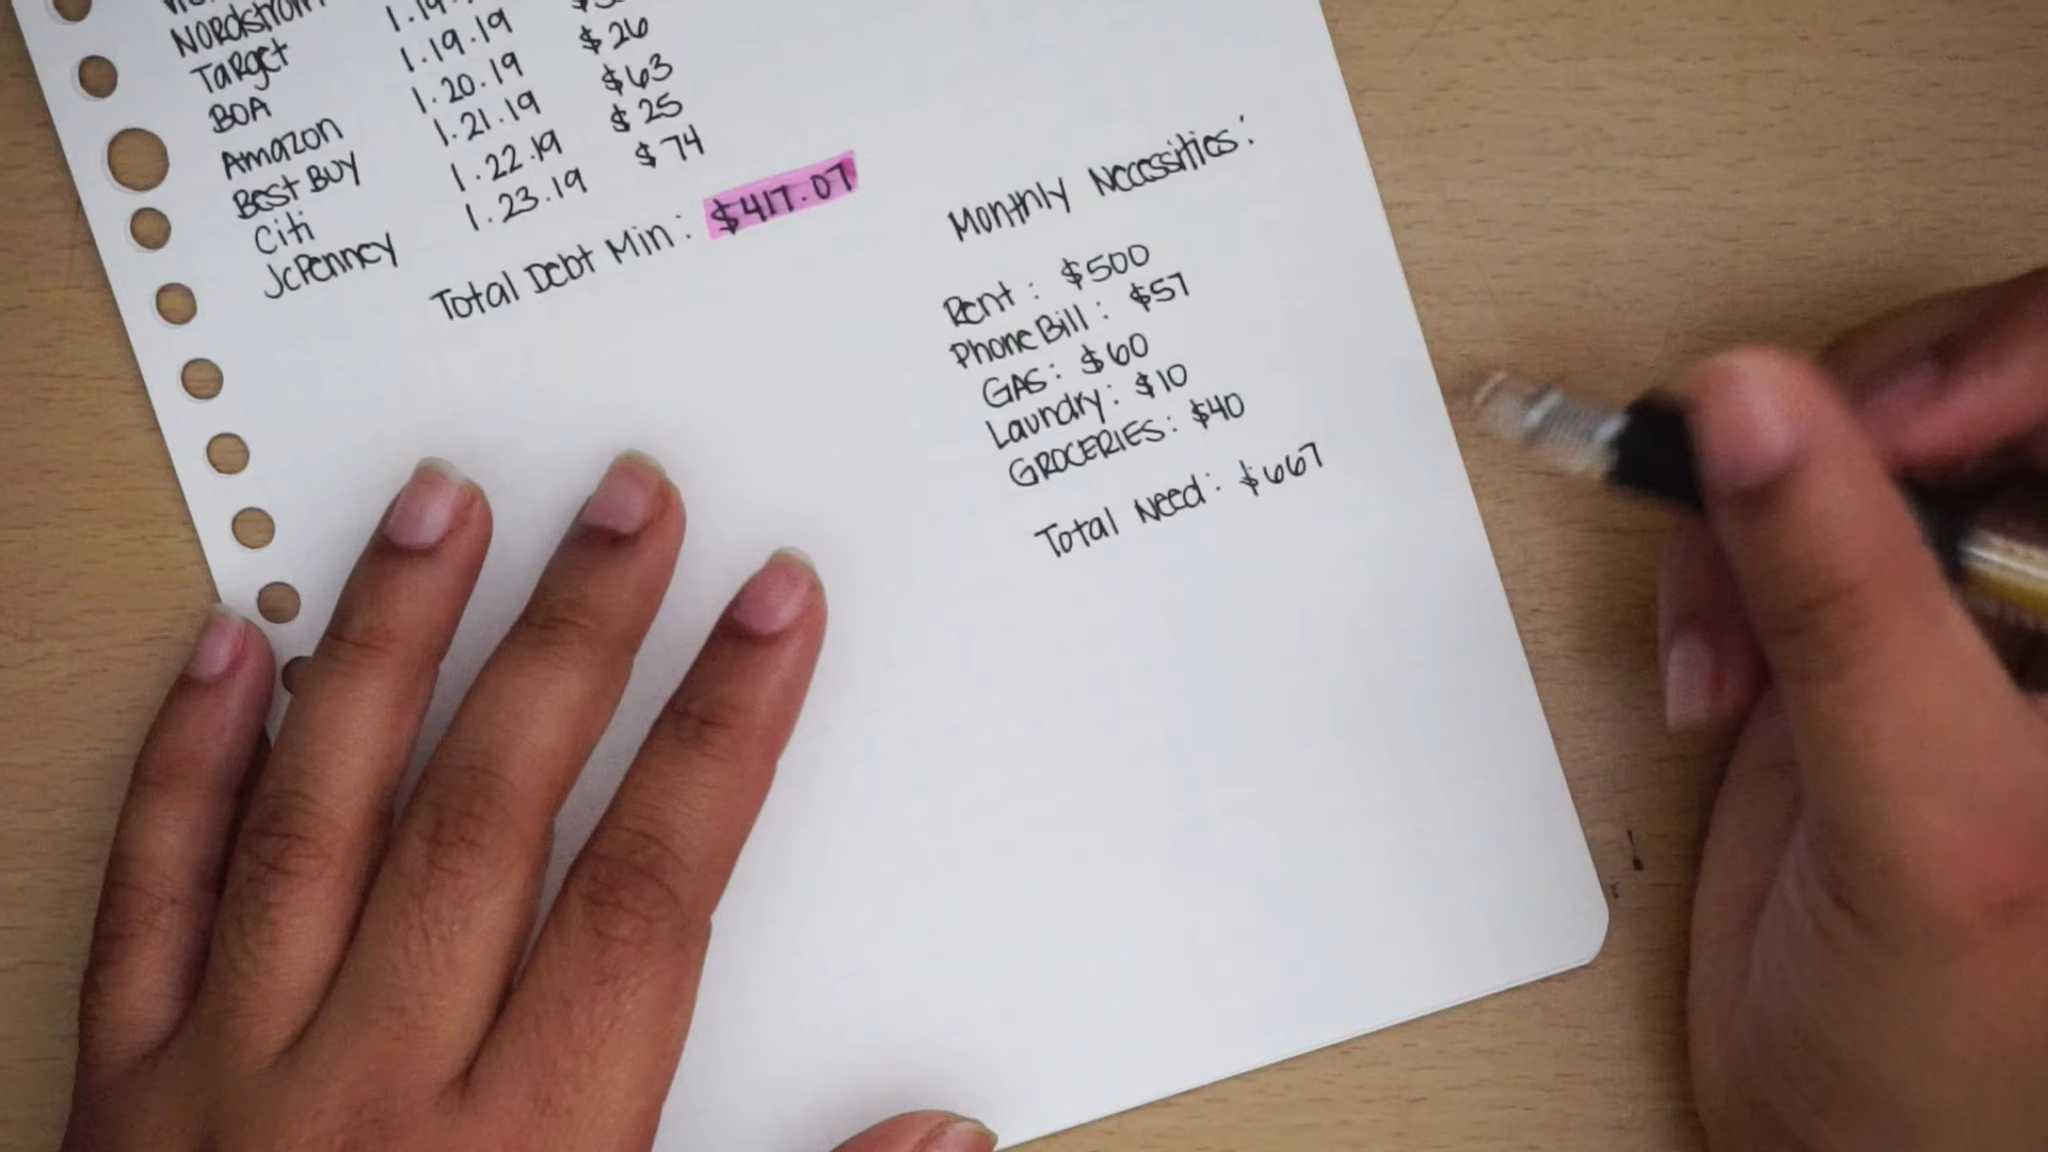 Nordstrom
Target
BOA 1.19.19
Amazon 1.20.19 $26
Best Buy 1.21.19 $63
Citi 1.22.19 $25
JCPenney 1.23.19 $74
Total Debt Min: $417.07
Monthly Necessities:
Rent: $500
Phone Bill: $57
GAS: $60
Laundry: $10
GROCERIES: $40
Total Need: $667